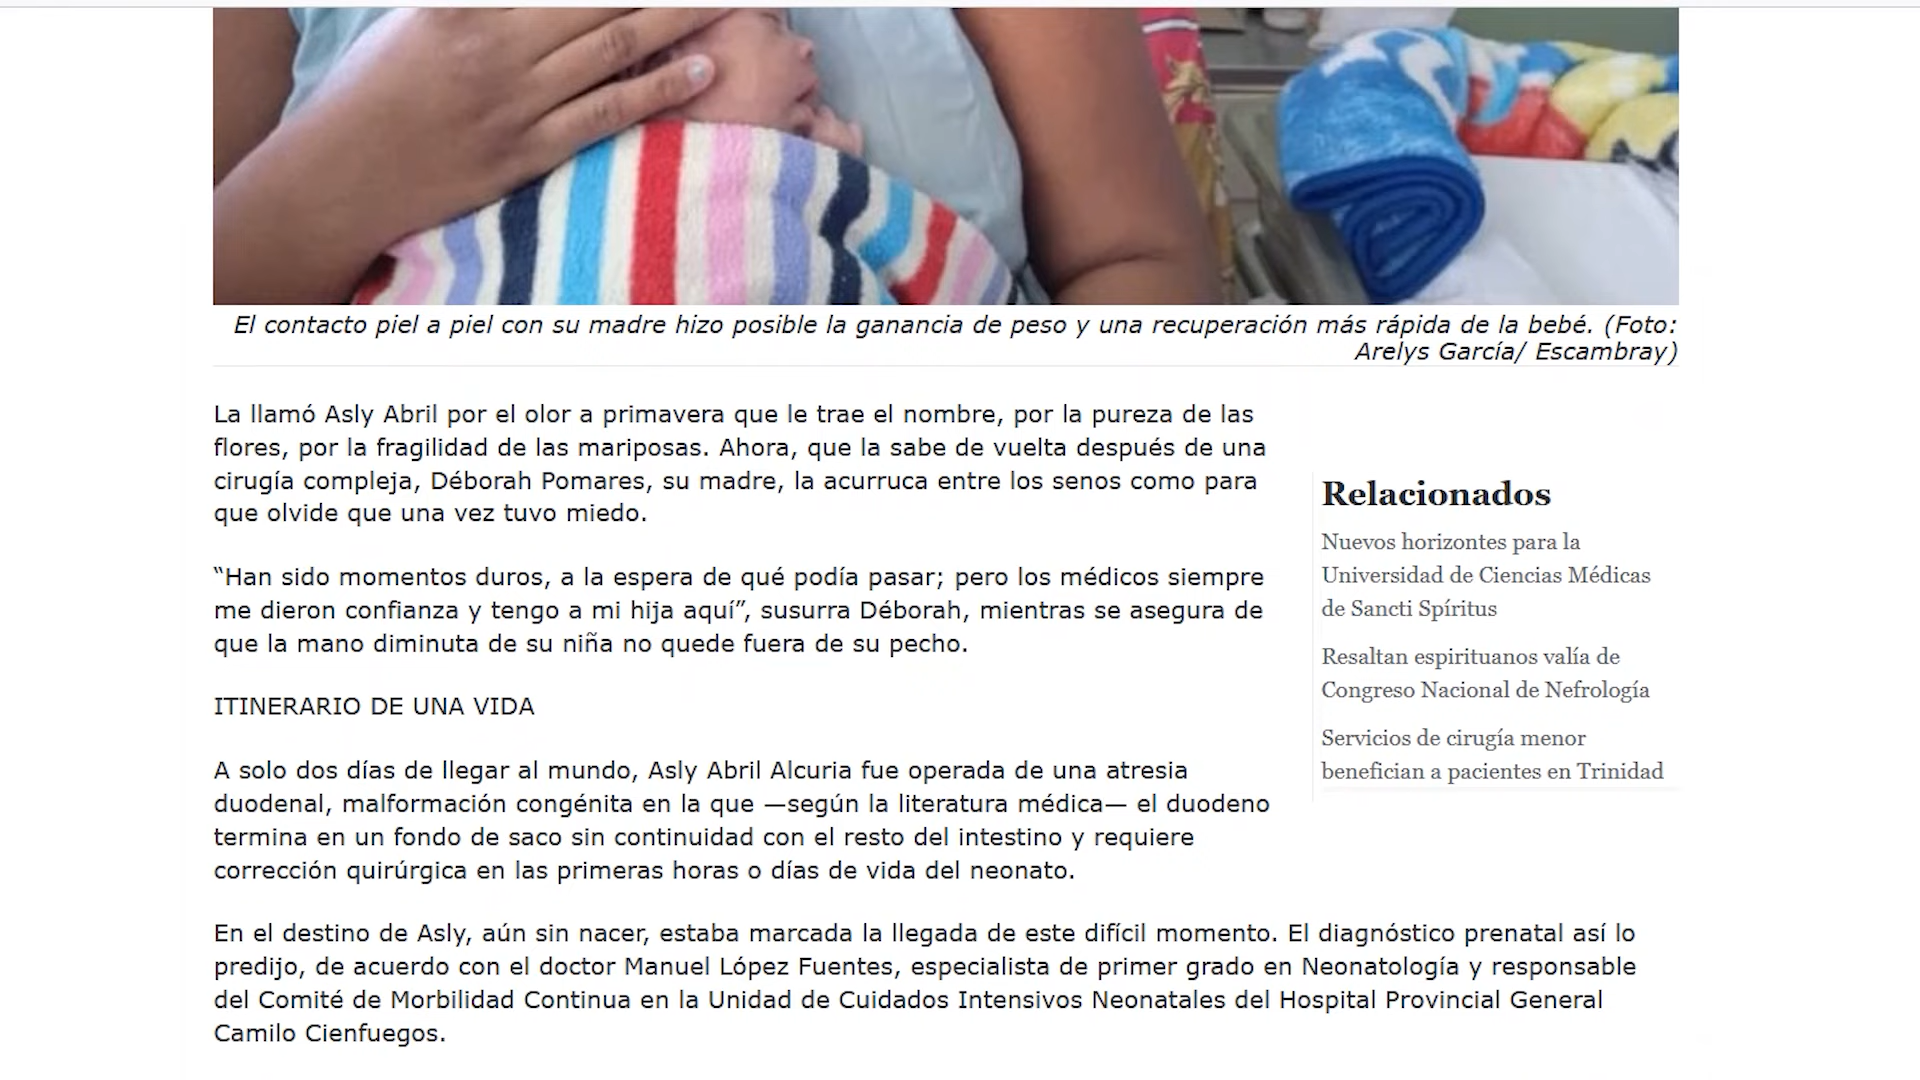 El contacto piel a piel con su madre hizo posible la ganancia de peso y una recuperación más rápida de la bebé. (Foto:
Arelys García/ Escambray)
La llamó Asly Abril por el olor a primavera que le trae el nombre, por la pureza de las
flores, por la fragilidad de las mariposas. Ahora, que la sabe de vuelta después de una
cirugía compleja, Déborah Pomares, su madre, la acurruca entre los senos como para
que olvide que una vez tuvo miedo.
“Han sido momentos duros, a la espera de qué podía pasar; pero los médicos siempre
me dieron confianza y tengo a mi hija aquí”, susurra Déborah, mientras se asegura de
que la mano diminuta de su niña no quede fuera de su pecho.
ITINERARIO DE UNA VIDA
A solo dos días de llegar al mundo, Asly Abril Alcuria fue operada de una atresia
duodenal, malformación congénita en la que —según la literatura médica— el duodeno
termina en un fondo de saco sin continuidad con el resto del intestino y requiere
corrección quirúrgica en las primeras horas o días de vida del neonato.
En el destino de Asly, aún sin nacer, estaba marcada la llegada de este difícil momento. El diagnóstico prenatal así lo
predijo, de acuerdo con el doctor Manuel López Fuentes, especialista de primer grado en Neonatología y responsable
del Comité de Morbilidad Continua en la Unidad de Cuidados Intensivos Neonatales del Hospital Provincial General
Camilo Cienfuegos.
Relacionados
Nuevos horizontes para la
Universidad de Ciencias Médicas
de Sancti Spíritus
Resaltan espirituanos valía de
Congreso Nacional de Nefrología
Servicios de cirugía menor
benefician a pacientes en Trinidad